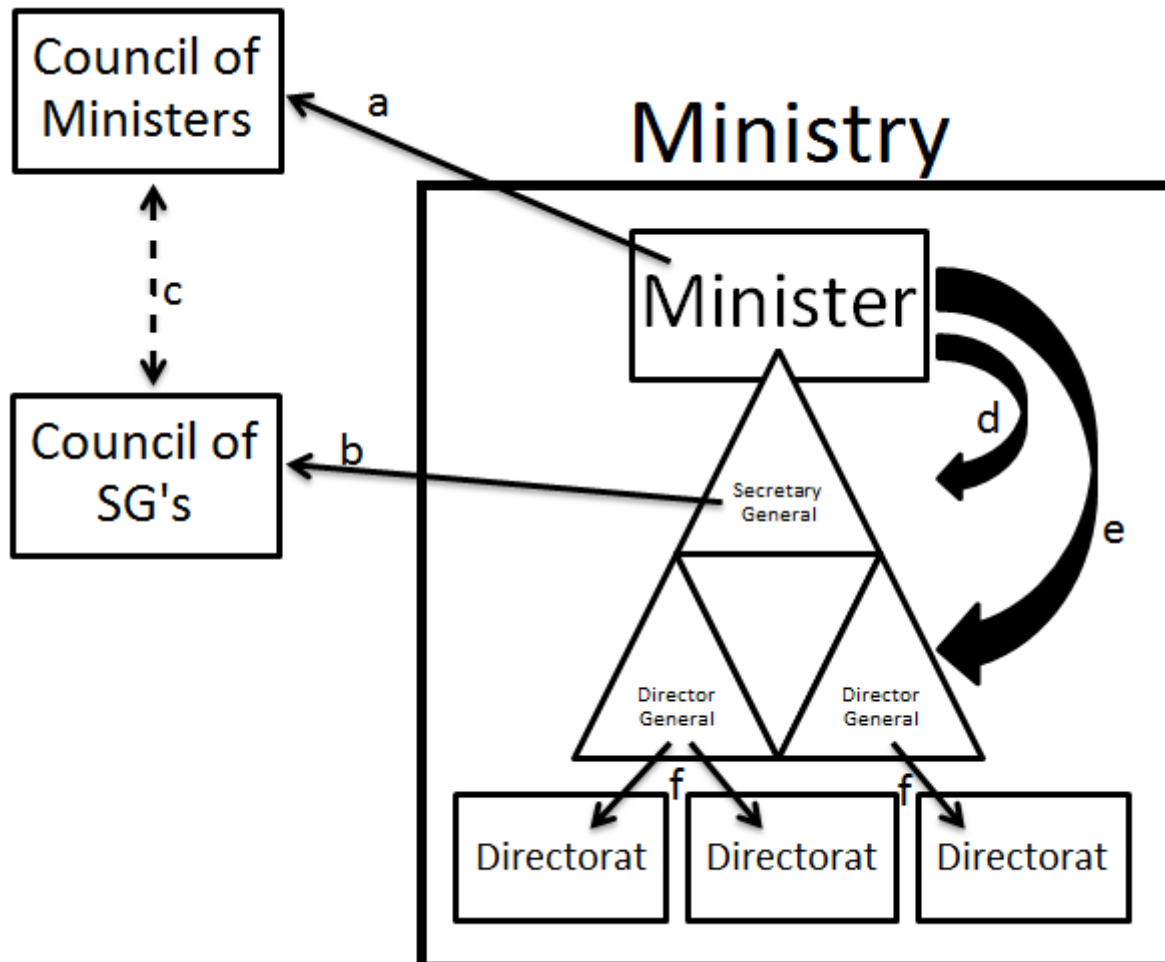 Council of
Ministers
a
Ministry
Minister
c
d
Council of
SG's
b
Secretary
General
e
Director
General
Director
General
f
f
Directorat
Directorat
Directorat